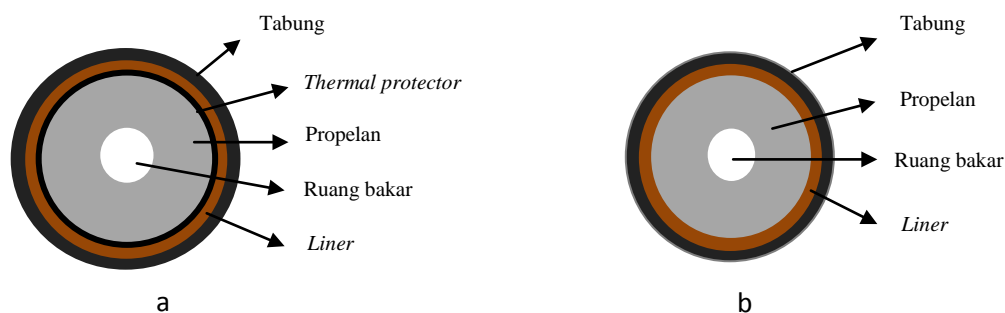 Tabung
Thermal protector
Propelan
Ruang bakar
Liner
a
Tabung
Propelan
Ruang bakar
Liner
b